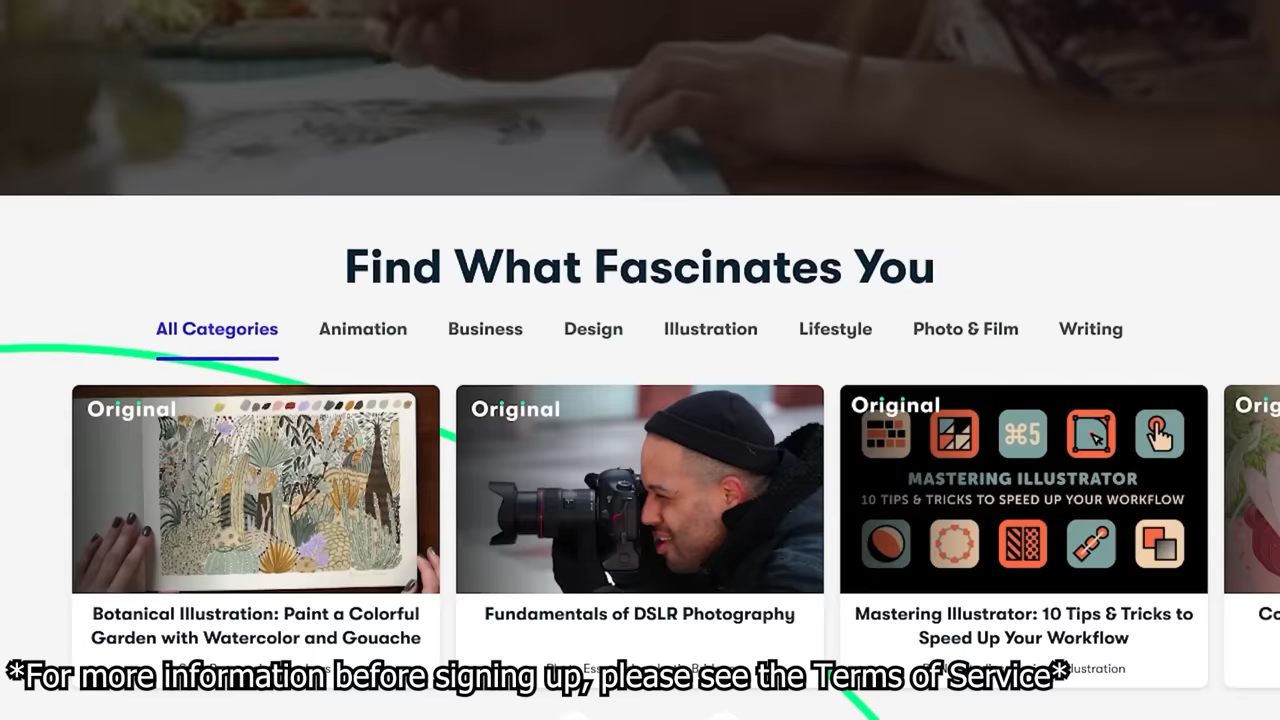 Find What Fascinates You
All Categories Animation Business Design Illustration Lifestyle Photo & Film Writing
Original Original Original
⌘5
MASTERING ILLUSTRATOR
10 TIPS & TRICKS TO SPEED UP YOUR WORKFLOW
Botanical Illustration: Paint a Colorful
Garden with Watercolor and Gouache
Fundamentals of DSLR Photography
Mastering Illustrator: 10 Tips & Tricks to
Speed Up Your Workflow
*For more information before signing up, please see the Terms of Service*